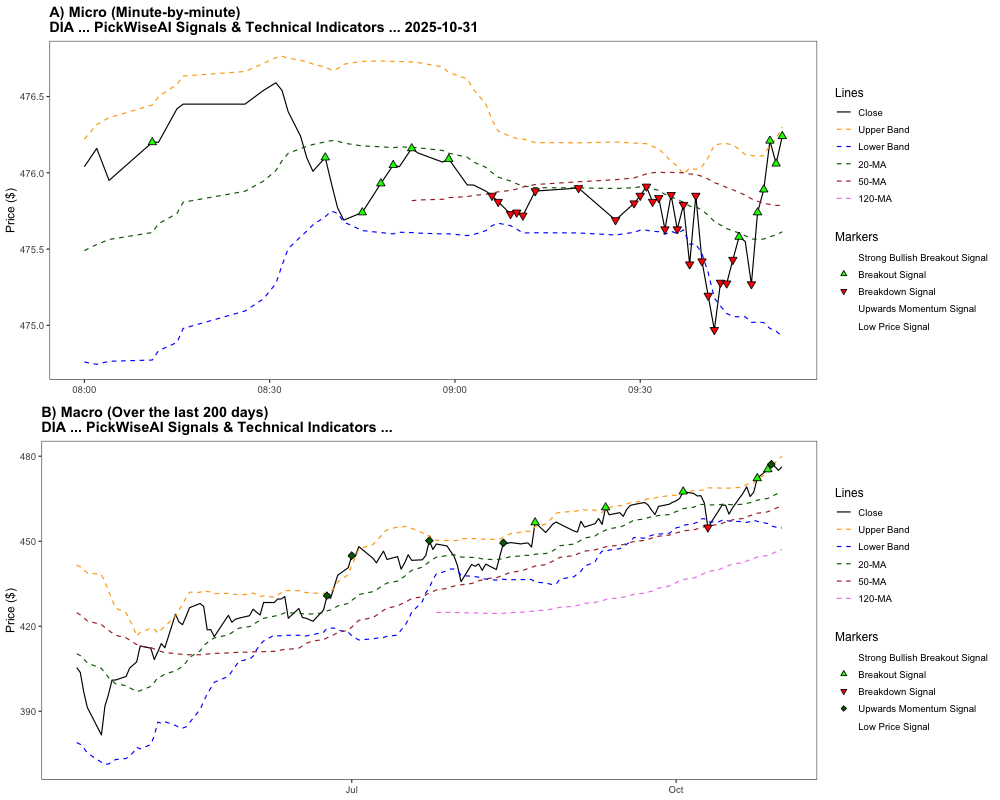 A) Micro (Minute-by-minute)
DIA ... PickWiseAI Signals & Technical Indicators ... 2025-10-31
Price ($)
476.5
476.0
475.5
475.0
08:00
08:30
09:00
09:30
Lines
Close
Upper Band
Lower Band
20-MA
50-MA
120-MA
Markers
Strong Bullish Breakout Signal
Breakout Signal
Breakdown Signal
Upwards Momentum Signal
Low Price Signal
B) Macro (Over the last 200 days)
DIA ... PickWiseAI Signals & Technical Indicators ...
Price ($)
480
450
420
390
Jul
Oct
Lines
Close
Upper Band
Lower Band
20-MA
50-MA
120-MA
Markers
Strong Bullish Breakout Signal
Breakout Signal
Breakdown Signal
Upwards Momentum Signal
Low Price Signal